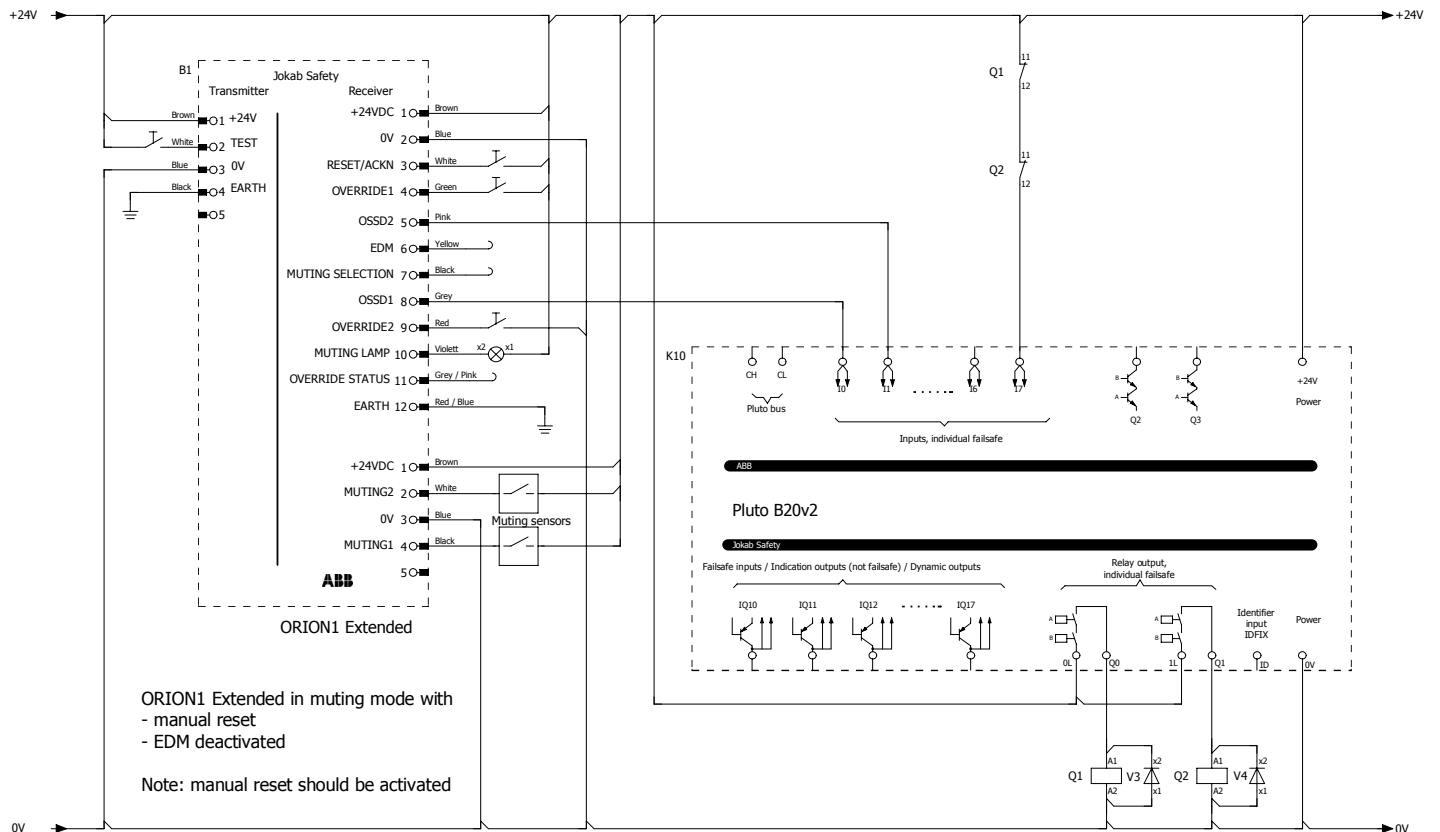 +24V
+24V
B1
Jokab Safety
Transmitter
Receiver
Brown
1
+24V
White
2
TEST
Blue
3
0V
Black
4
EARTH
5
+24VDC 1 Brown
0V 2 Blue
RESET/ACKN 3 White
OVERRIDE1 4 Green
OSSD2 5 Pink
EDM 6 Yellow
MUTING SELECTION 7 Black
OSSD1 8 Grey
OVERRIDE2 9 Red
MUTING LAMP 10 Violett x2 x1
OVERRIDE STATUS 11 Grey / Pink
EARTH 12 Red / Blue
+24VDC 1 Brown
MUTING2 2 White
0V 3 Blue
Muting sensors
MUTING1 4 Black
5
ABB
ORION1 Extended
ORION1 Extended in muting mode with
- manual reset
- EDM deactivated
Note: manual reset should be activated
Q1
11
12
Q2
11
12
K10
CH
CL
Pluto bus
I0
I1
I6
I7
Inputs, individual failsafe
B
A
Q2
B
A
Q3
+24V
Power
ABB
Pluto B20v2
Jokab Safety
Failsafe inputs / Indication outputs (not failsafe) / Dynamic outputs
IQ10
IQ11
IQ12
IQ17
Relay output,
individual failsafe
A
B
0L
Q0
A
B
1L
Q1
Identifier
input
IDFIX
ID
Power
0V
Q1
A1
A2
V3
x2
x1
Q2
A1
A2
V4
x2
x1
0V
0V